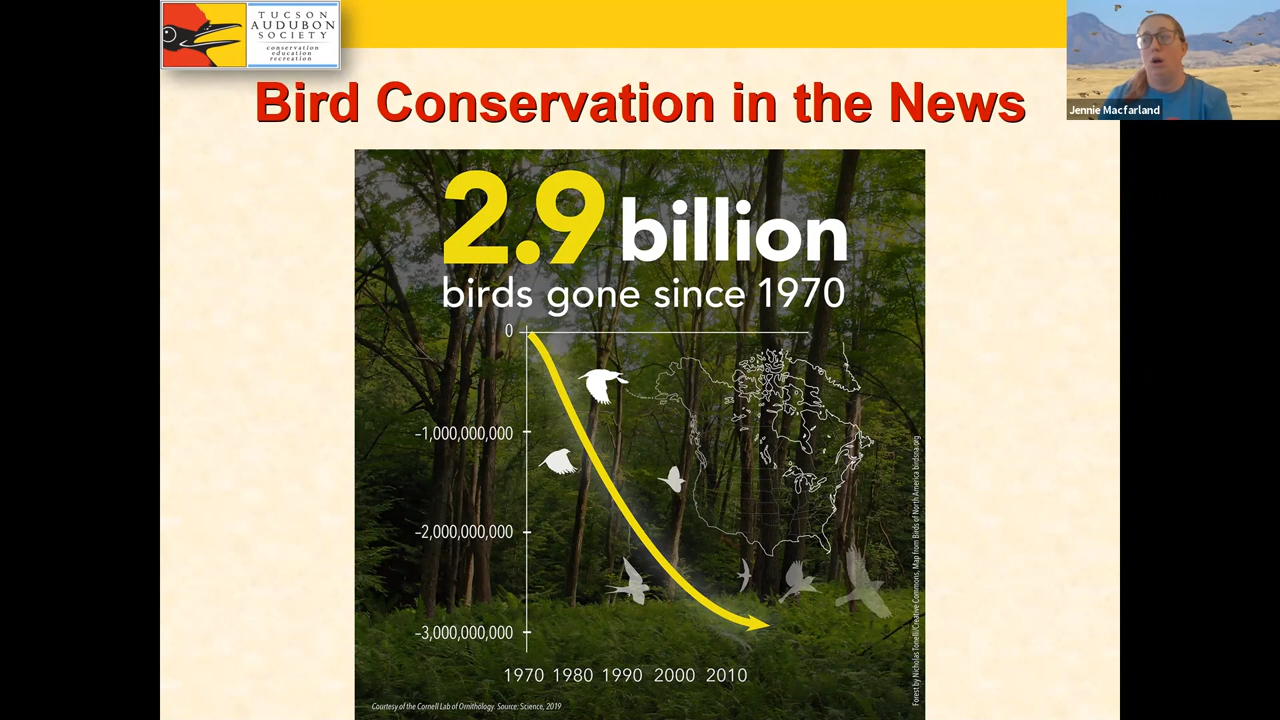 TUCSON
AUDUBON
SOCIETY
conservation
education
recreation
Jennie Macfarland
Bird Conservation in the News
2.9 billion
birds gone since 1970
0
–1,000,000,000
–2,000,000,000
–3,000,000,000
1970 1980 1990 2000 2010
Courtesy of the Cornell Lab of Ornithology. Source: Science, 2019
Forest by Nicholas Tonelli/Creative Commons, Map from Birds of North America birdsna.org